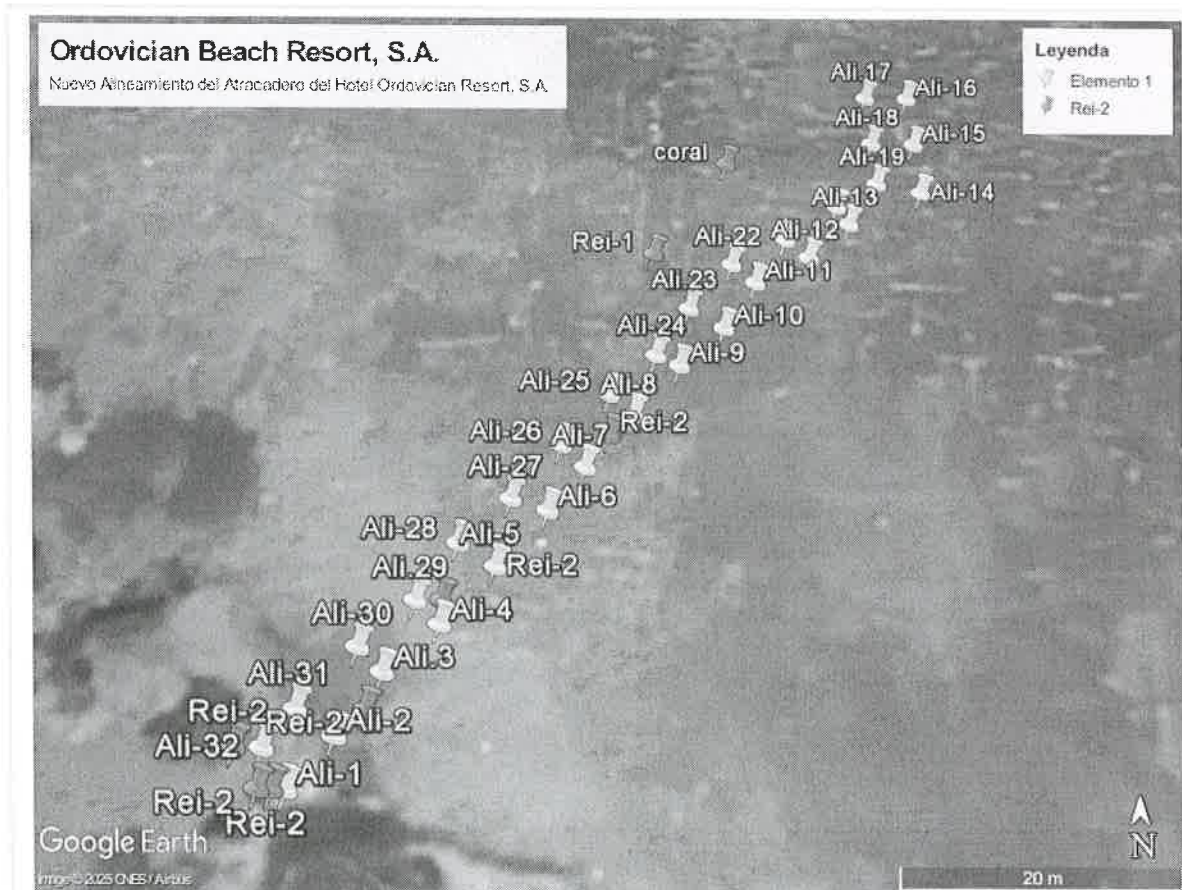 Ordovician Beach Resort, S.A.
Nuevo Alineamiento del Atracadero del Hotel Ordovician Resort, S.A.
Leyenda
Elemento 1
Rei-2
Ali.17
Ali-16
Ali-18
Ali-15
coral
Ali-19
Ali-14
Ali-13
Rei-1
Ali-22
Ali-12
Ali-11
Ali.23
Ali-10
Ali-24
Ali-9
Ali-25
Ali-8
Rei-2
Ali-26
Ali-7
Ali-27
Ali-6
Ali-28
Ali-5
Rei-2
Ali.29
Ali-4
Ali-30
Ali.3
Ali-31
Rei-2
Rei-2
Ali-2
Ali-32
Ali-1
Rei-2
Rei-2
Google Earth
Image © 2025 CNES / Airbus
N
20 m